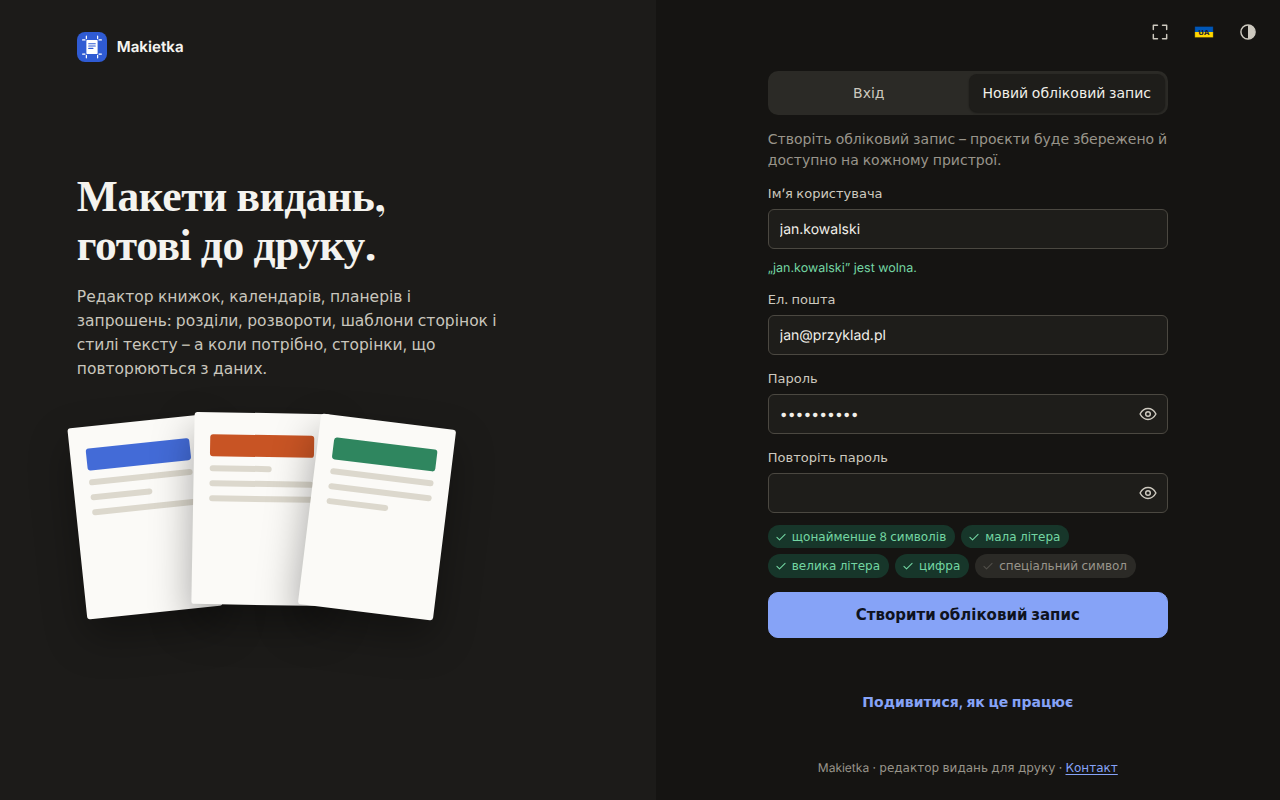 Makietka
Макети видань,
готові до друку.
Редактор книжок, календарів, планерів і
запрошень: розділи, розвороти, шаблони сторінок і
стилі тексту – а коли потрібно, сторінки, що
повторюються з даних.
UA
Вхід
Новий обліковий запис
Створіть обліковий запис – проєкти буде збережено й
доступно на кожному пристрої.
Ім’я користувача
jan.kowalski
„jan.kowalski” jest wolna.
Ел. пошта
jan@przyklad.pl
Пароль
••••••••••
Повторіть пароль
щонайменше 8 символів
мала літера
велика літера
цифра
спеціальний символ
Створити обліковий запис
Подивитися, як це працює
Makietka · редактор видань для друку · Контакт